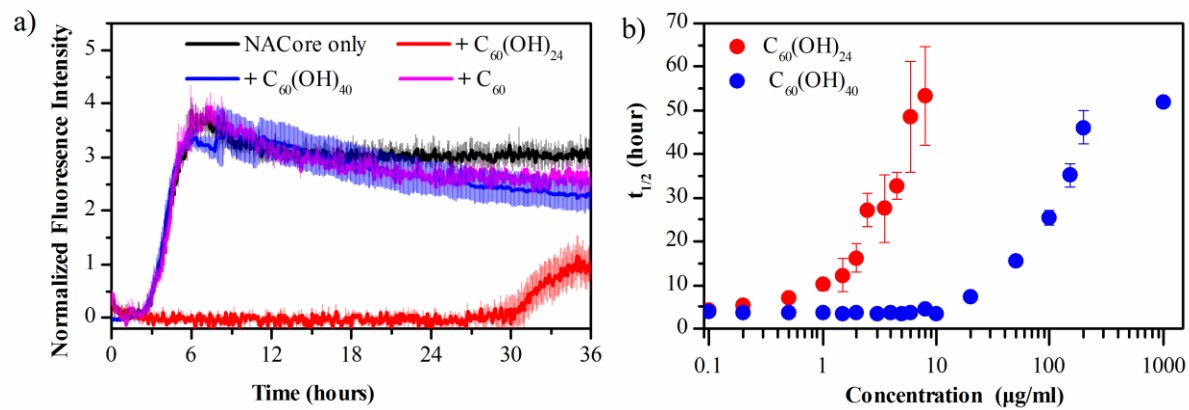 a)
NACore only
+ C60(OH)24
+ C60(OH)40
+ C60
Normalized Fluoresence Intensity
5
4
3
2
1
0
0 6 12 18 24 30 36
Time (hours)
b)
C60(OH)24
C60(OH)40
t1/2 (hour)
70
60
50
40
30
20
10
0
0.1 1 10 100 1000
Concentration (μg/ml)